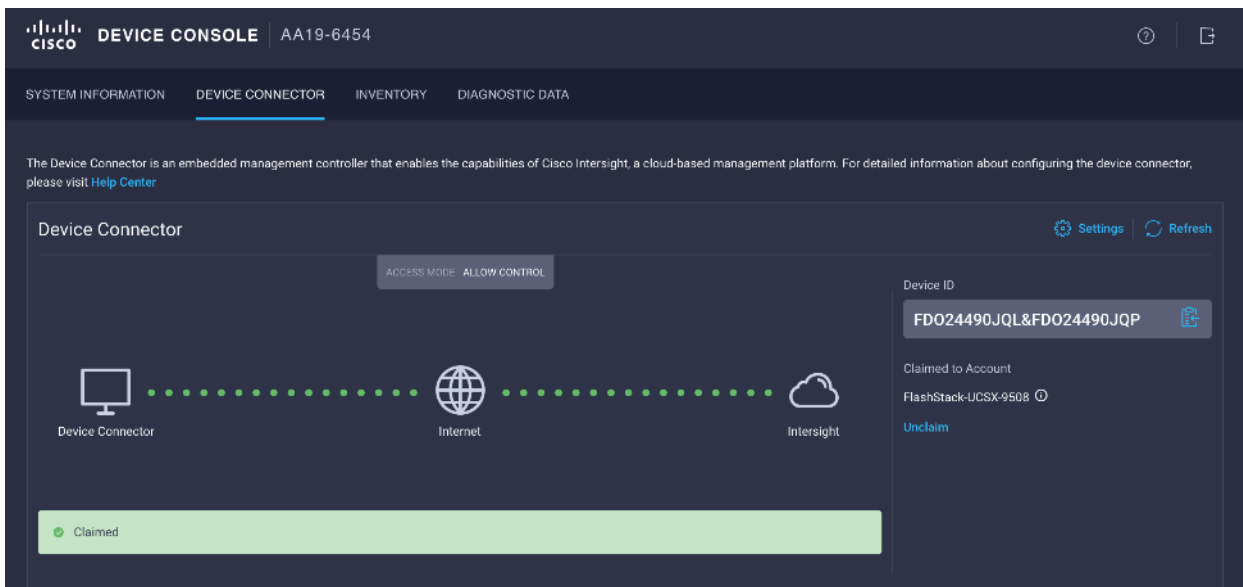 CISCO DEVICE CONSOLE AA19-6454
SYSTEM INFORMATION DEVICE CONNECTOR INVENTORY DIAGNOSTIC DATA
The Device Connector is an embedded management controller that enables the capabilities of Cisco Intersight, a cloud-based management platform. For detailed information about configuring the device connector,
please visit Help Center
Device Connector Settings Refresh
ACCESS MODE ALLOW CONTROL
Device ID
FDO24490JQL&FDO24490JQP
Claimed to Account
FlashStack-UCSX-9508
Unclaim
Device Connector Internet Intersight
Claimed